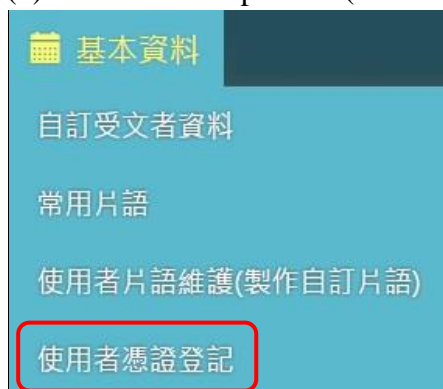 基本資料
自訂受文者資料
常用片語
使用者片語維護(製作自訂片語)
使用者憑證登記